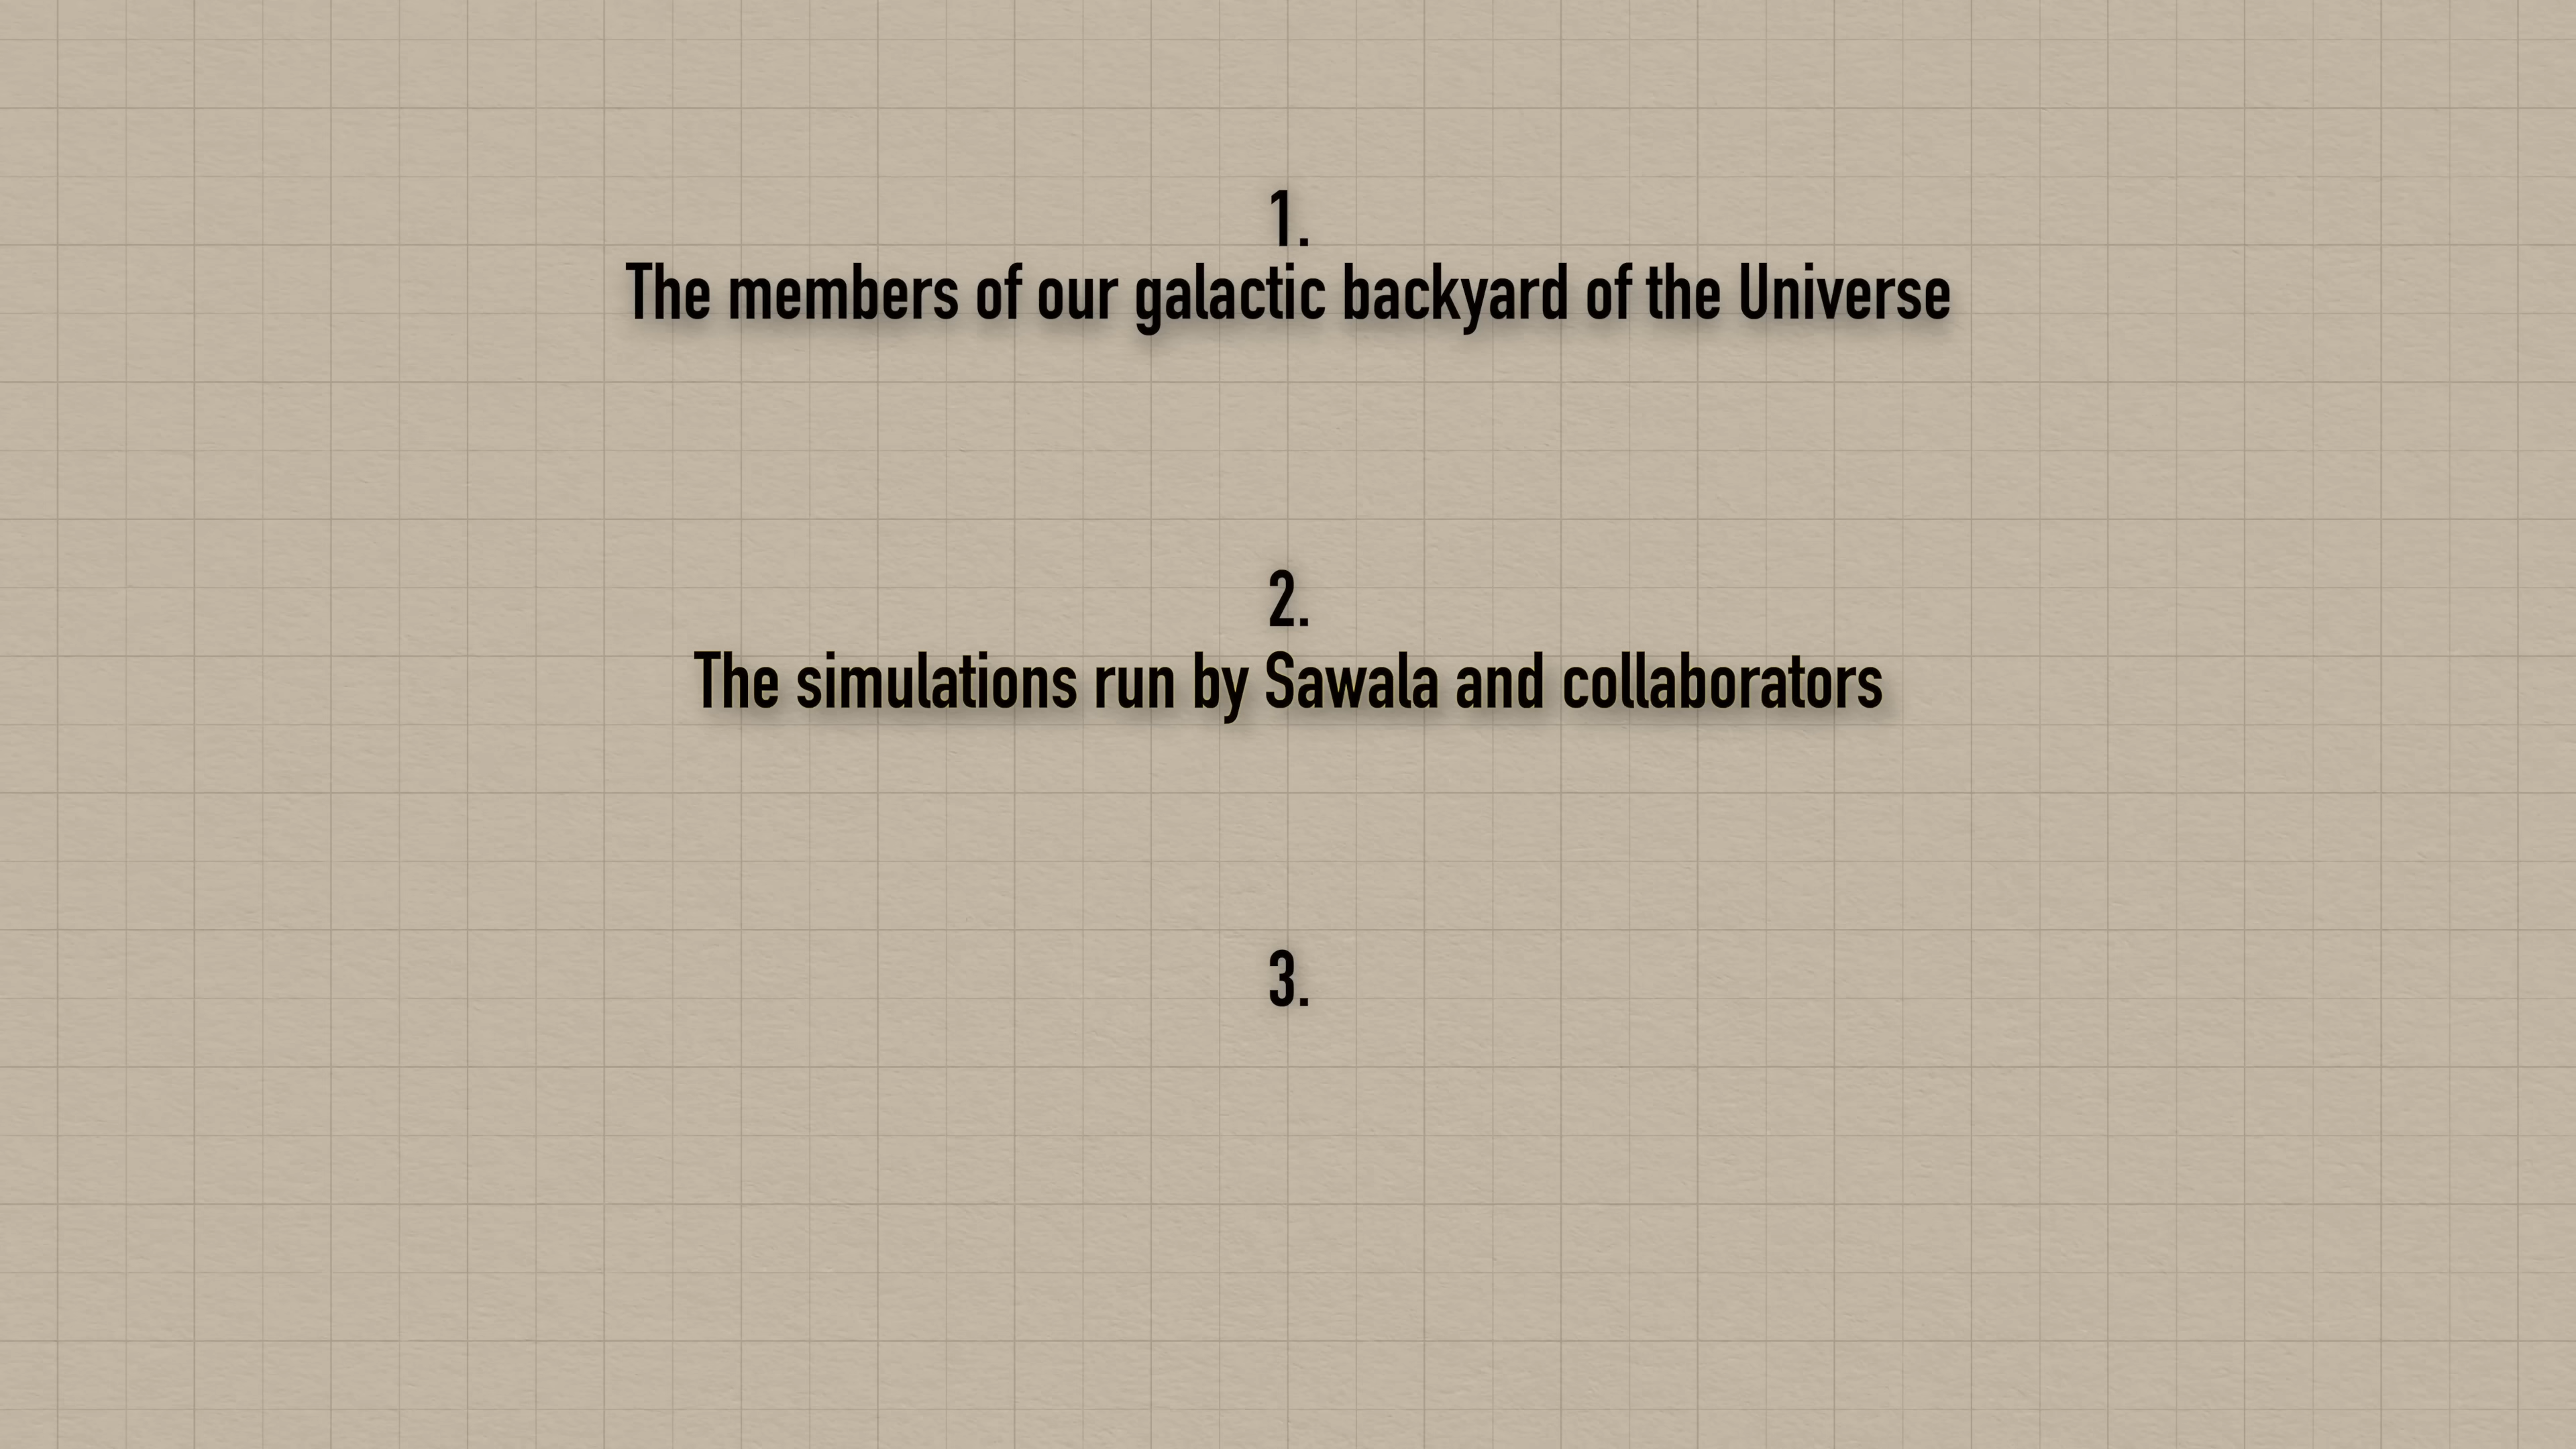 1.
The members of our galactic backyard of the Universe
2.
The simulations run by Sawala and collaborators
3.